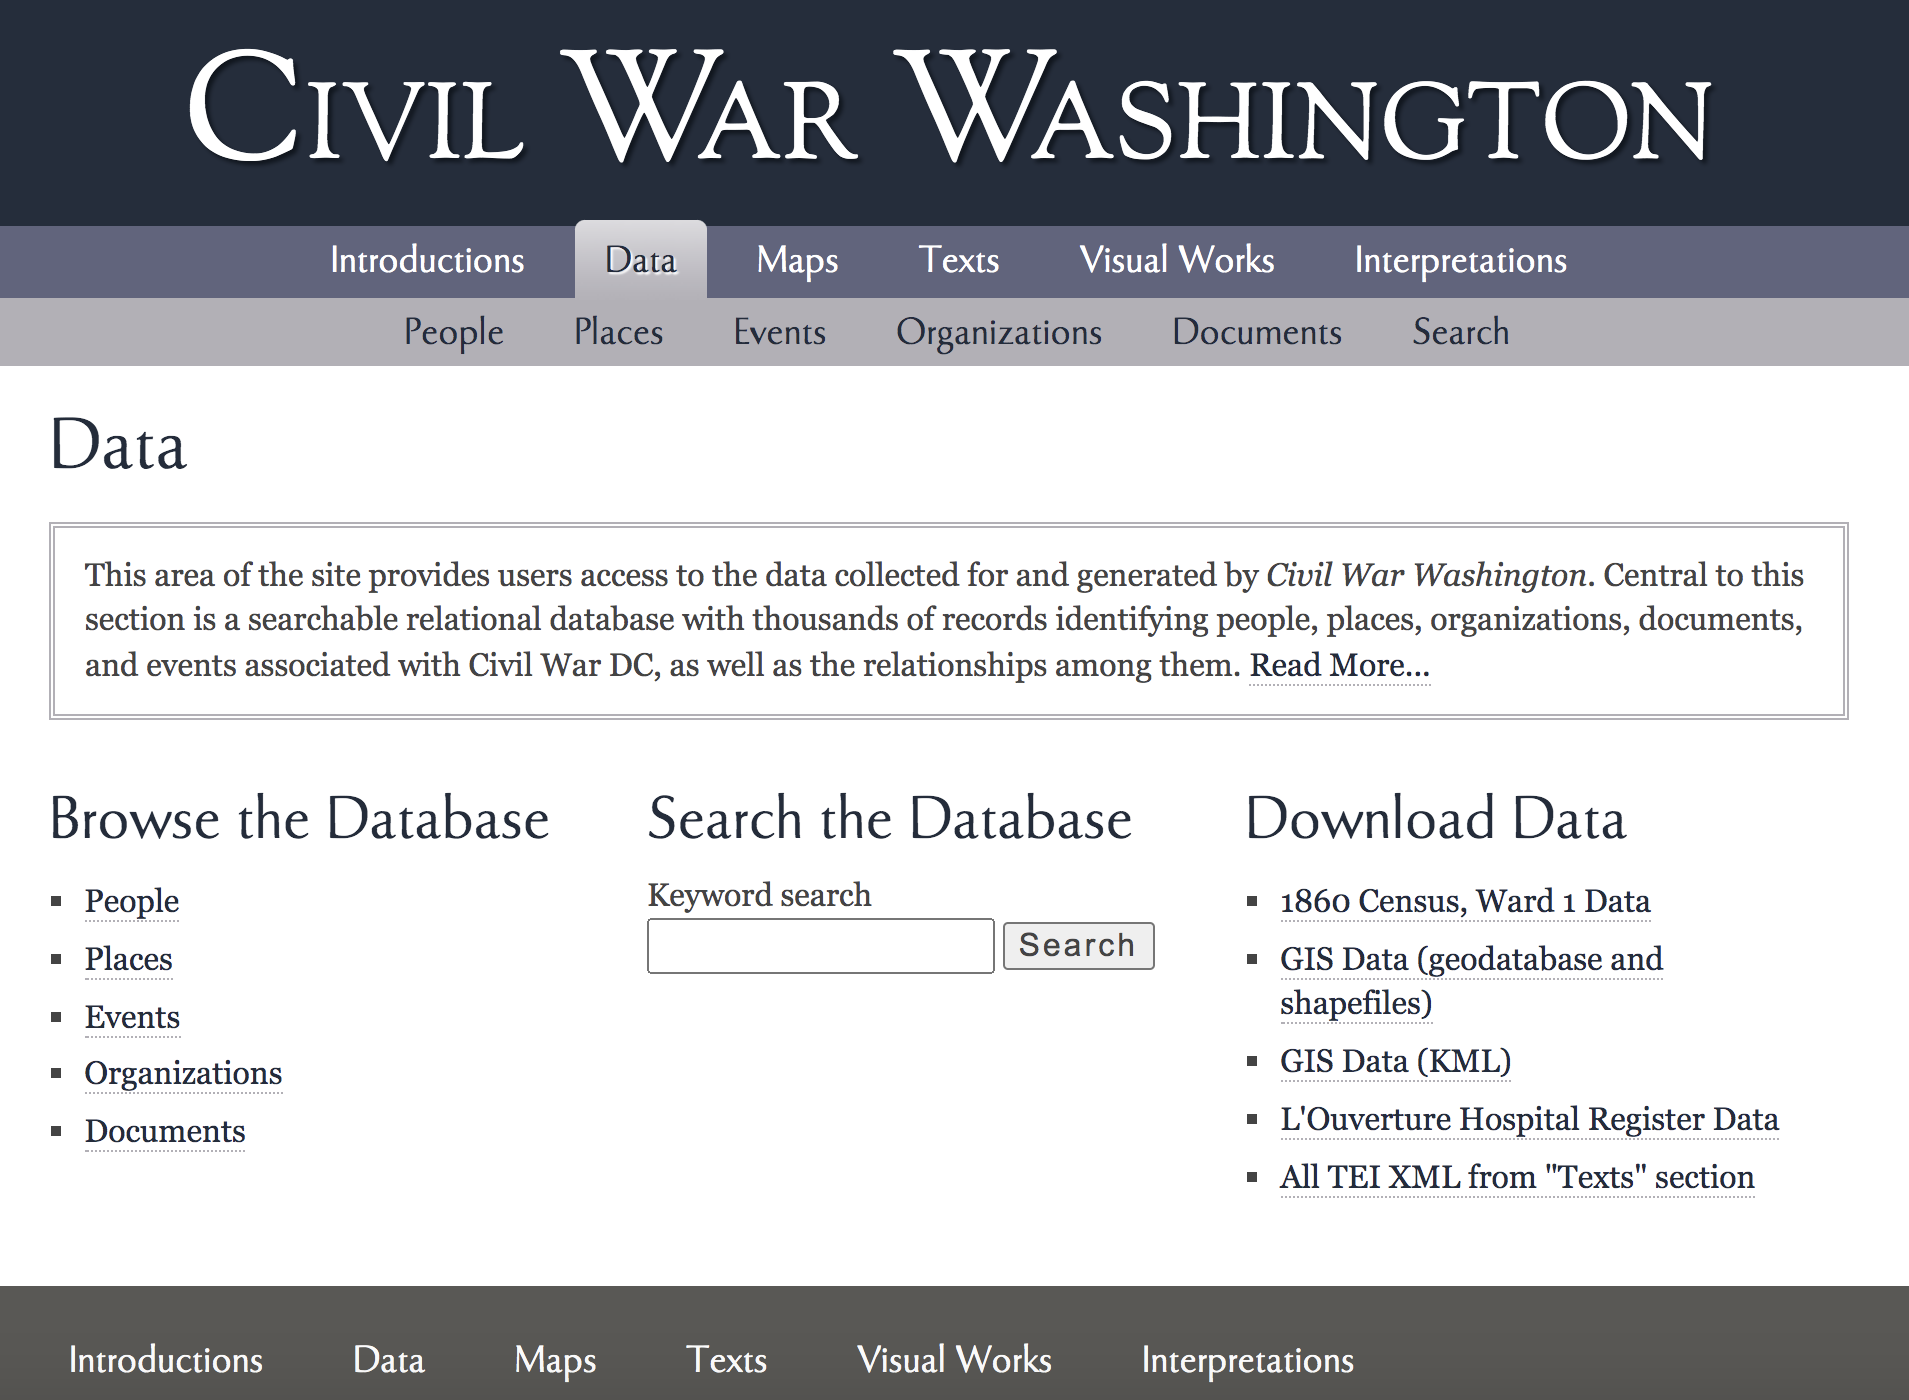 Civil War Washington
Introductions Data Maps Texts Visual Works Interpretations
People Places Events Organizations Documents Search
Data
This area of the site provides users access to the data collected for and generated by Civil War Washington. Central to this
section is a searchable relational database with thousands of records identifying people, places, organizations, documents,
and events associated with Civil War DC, as well as the relationships among them. Read More...
Browse the Database
People
Places
Events
Organizations
Documents
Search the Database
Keyword search
Search
Download Data
1860 Census, Ward 1 Data
GIS Data (geodatabase and
shapefiles)
GIS Data (KML)
L'Ouverture Hospital Register Data
All TEI XML from "Texts" section
Introductions Data Maps Texts Visual Works Interpretations